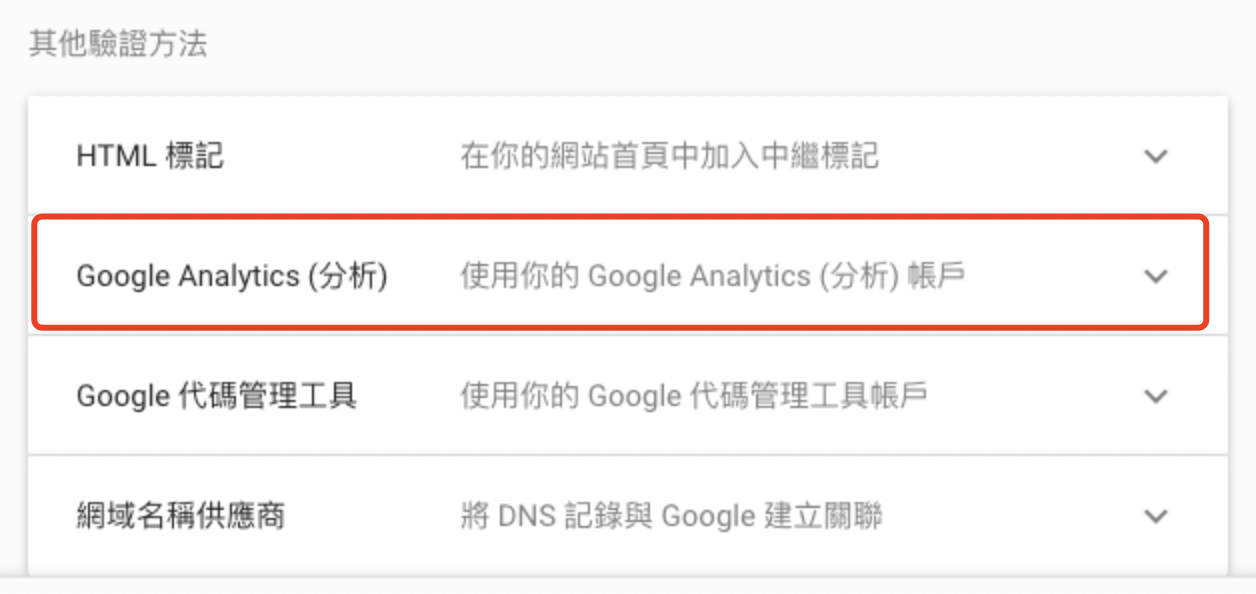 其他驗證方法
HTML 標記 在你的網站首頁中加入中繼標記
Google Analytics (分析) 使用你的 Google Analytics (分析) 帳戶
Google 代碼管理工具 使用你的 Google 代碼管理工具帳戶
網域名稱供應商 將 DNS 記錄與 Google 建立關聯